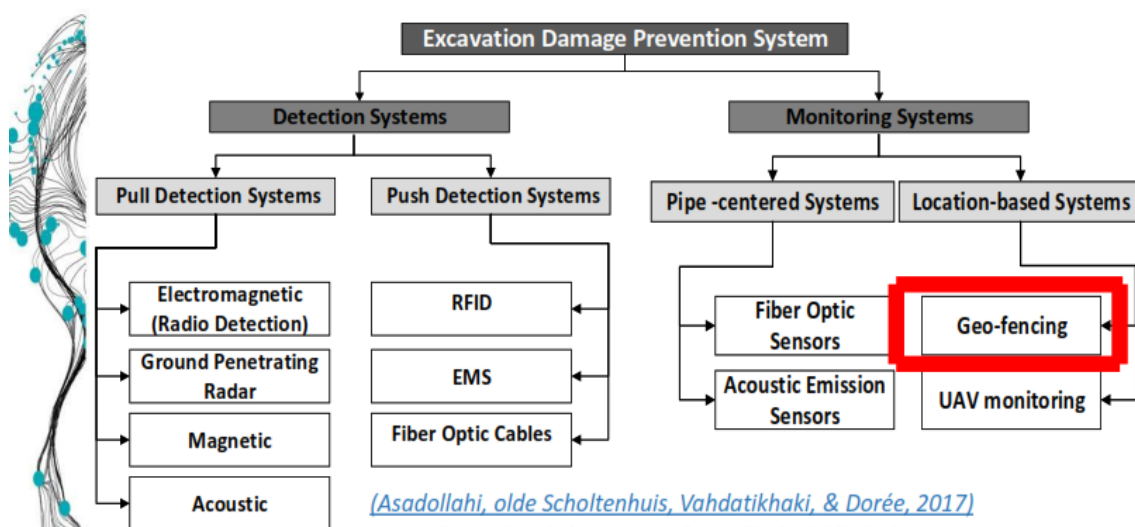 Excavation Damage Prevention System
Detection Systems
Monitoring Systems
Pull Detection Systems
Push Detection Systems
Pipe -centered Systems
Location-based Systems
Electromagnetic
(Radio Detection)
Ground Penetrating
Radar
Magnetic
Acoustic
RFID
EMS
Fiber Optic Cables
Fiber Optic
Sensors
Acoustic Emission
Sensors
Geo-fencing
UAV monitoring
(Asadollahi, olde Scholtenhuis, Vahdatikhaki, & Dorée, 2017)